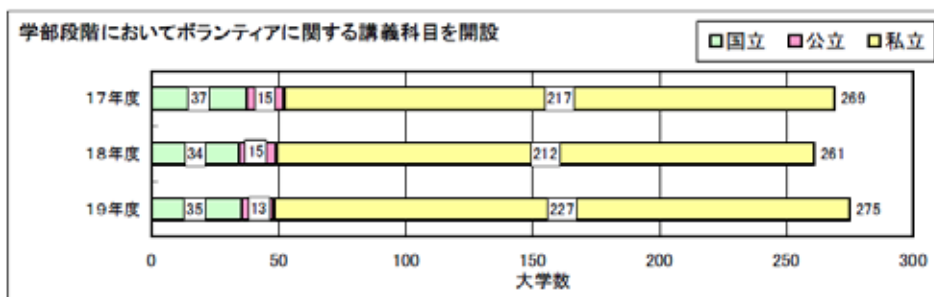 学部段階においてボランティアに関する講義科目を開設
国立 公立 私立
17年度 37 15 217 269
18年度 34 15 212 261
19年度 35 13 227 275
0 50 100 150 200 250 300
大学数